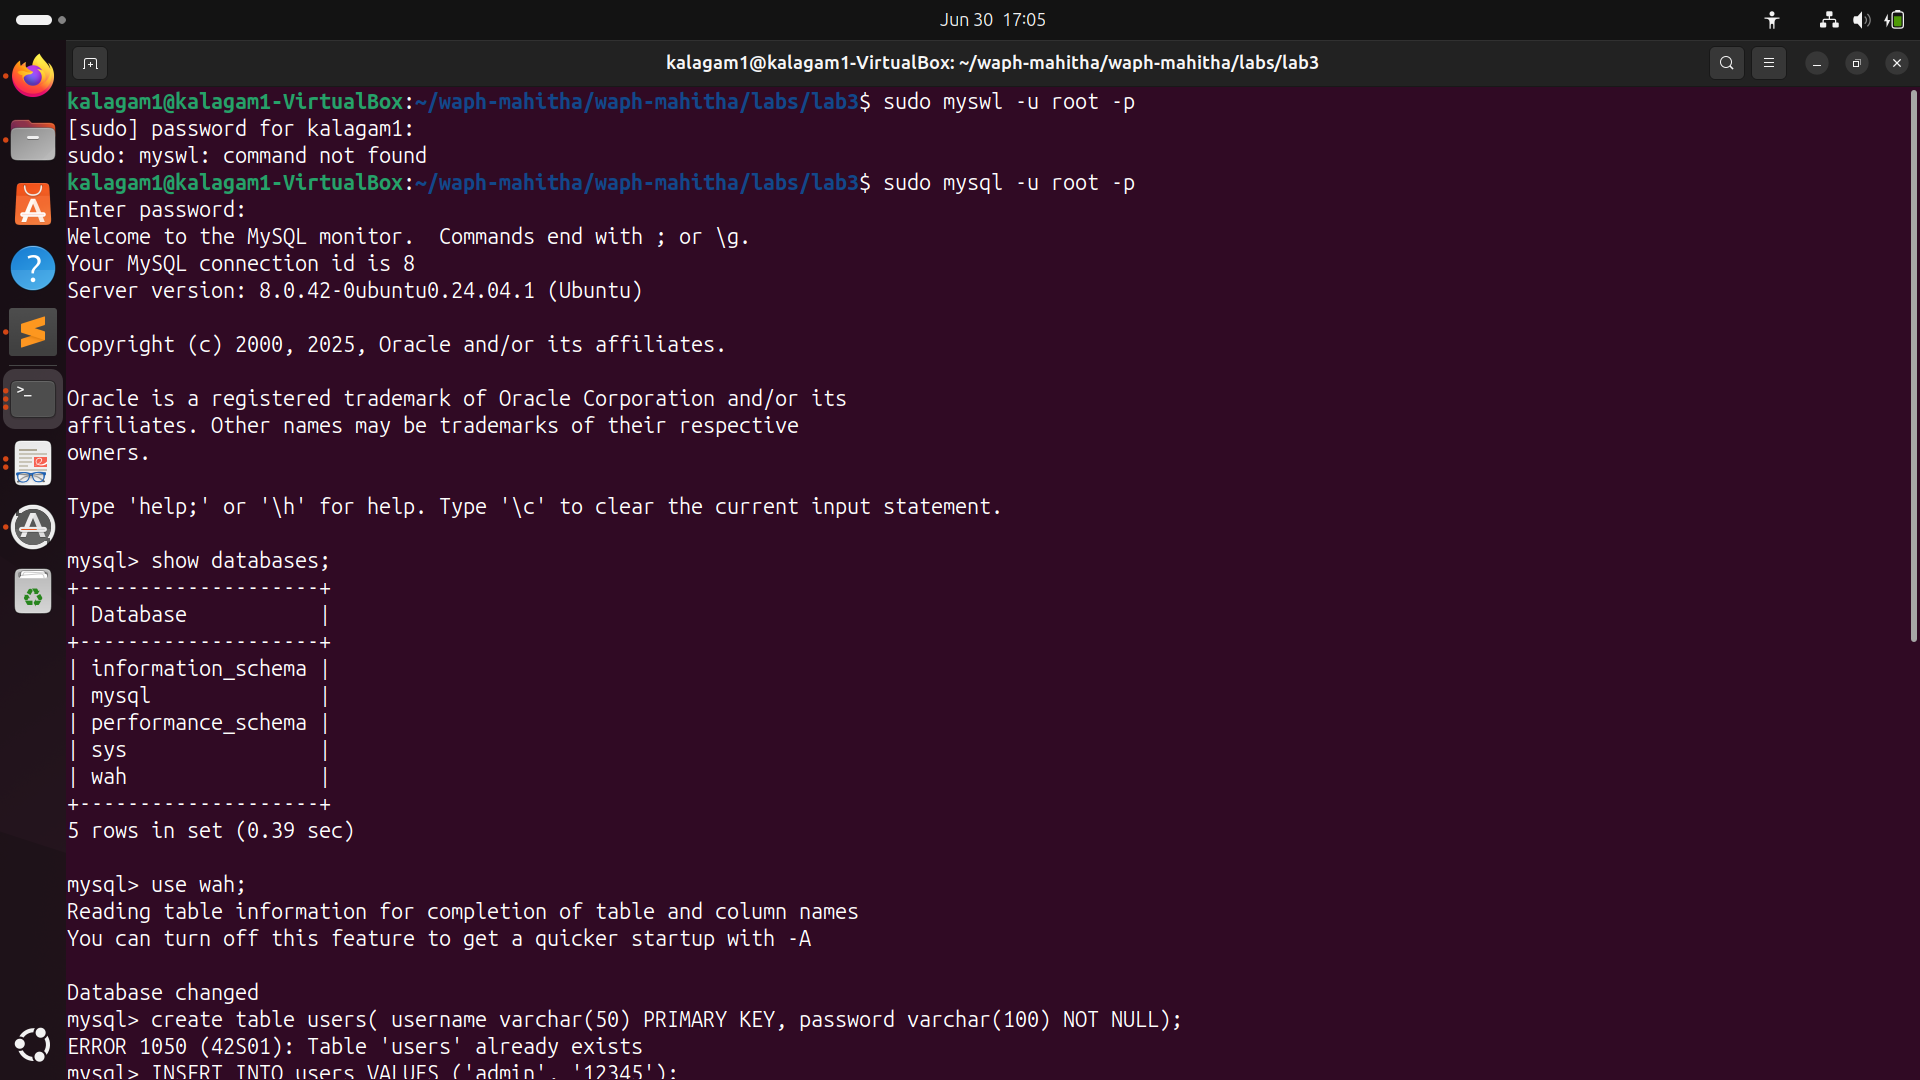 Jun 30 17:05
kalagam1@kalagam1-VirtualBox: ~/waph-mahitha/waph-mahitha/labs/lab3
kalagam1@kalagam1-VirtualBox:~/waph-mahitha/waph-mahitha/labs/lab3$ sudo myswl -u root -p
[sudo] password for kalagam1:
sudo: myswl: command not found
kalagam1@kalagam1-VirtualBox:~/waph-mahitha/waph-mahitha/labs/lab3$ sudo mysql -u root -p
Enter password:
Welcome to the MySQL monitor.  Commands end with ; or \g.
Your MySQL connection id is 8
Server version: 8.0.42-0ubuntu0.24.04.1 (Ubuntu)
Copyright (c) 2000, 2025, Oracle and/or its affiliates.
Oracle is a registered trademark of Oracle Corporation and/or its
affiliates. Other names may be trademarks of their respective
owners.
Type 'help;' or '\h' for help. Type '\c' to clear the current input statement.
mysql> show databases;
+--------------------+
| Database           |
+--------------------+
| information_schema |
| mysql              |
| performance_schema |
| sys                |
| wah                |
+--------------------+
5 rows in set (0.39 sec)
mysql> use wah;
Reading table information for completion of table and column names
You can turn off this feature to get a quicker startup with -A
Database changed
mysql> create table users( username varchar(50) PRIMARY KEY, password varchar(100) NOT NULL);
ERROR 1050 (42S01): Table 'users' already exists
mysql> INSERT INTO users VALUES ('admin', '12345');